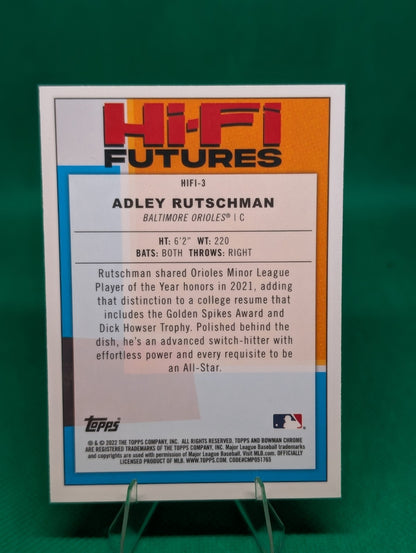 Hi-Fi
FUTURES
HIFI-3
ADLEY RUTSCHMAN
BALTIMORE ORIOLES® | C
HT: 6'2" WT: 220
BATS: BOTH THROWS: RIGHT
Rutschman shared Orioles Minor League
Player of the Year honors in 2021, adding
that distinction to a college resume that
includes the Golden Spikes Award and
Dick Howser Trophy. Polished behind the
dish, he's an advanced switch-hitter with
effortless power and every requisite to be
an All-Star.
Topps
® & © 2022 THE TOPPS COMPANY, INC. ALL RIGHTS RESERVED. TOPPS AND BOWMAN CHROME
ARE REGISTERED TRADEMARKS OF THE TOPPS COMPANY, INC. Major League Baseball trademarks
and copyrights are used with permission of Major League Baseball. Visit MLB.com. OFFICIALLY
LICENSED PRODUCT OF MLB. WWW.TOPPS.COM. CODE#CMP051765